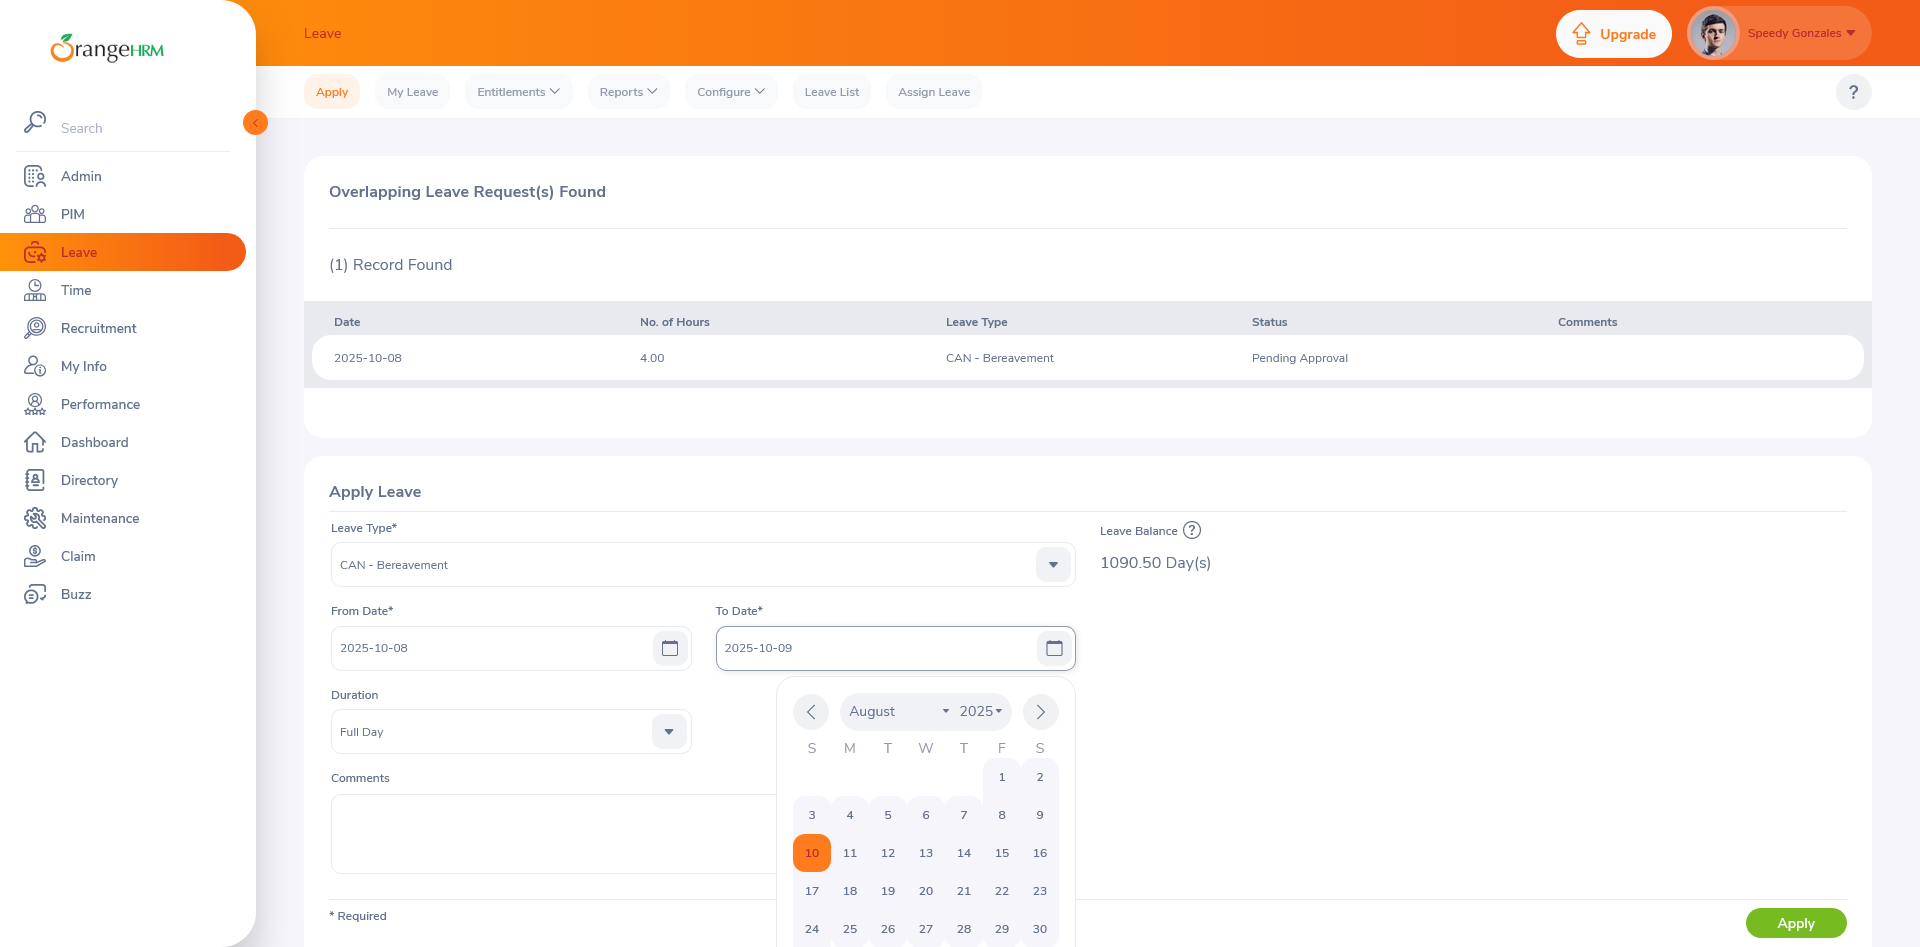 OrangeHRM
Leave
Upgrade
Speedy Gonzales
Apply
My Leave
Entitlements
Reports
Configure
Leave List
Assign Leave
?
Search
Admin
PIM
Leave
Time
Recruitment
My Info
Performance
Dashboard
Directory
Maintenance
Claim
Buzz
Overlapping Leave Request(s) Found
(1) Record Found
Date No. of Hours Leave Type Status Comments
2025-10-08 4.00 CAN - Bereavement Pending Approval
Apply Leave
Leave Type*
CAN - Bereavement
Leave Balance ?
1090.50 Day(s)
From Date* To Date*
2025-10-08 2025-10-09
Duration
Full Day
Comments
August 2025
S M T W T F S
1 2
3 4 5 6 7 8 9
10 11 12 13 14 15 16
17 18 19 20 21 22 23
24 25 26 27 28 29 30
* Required
Apply